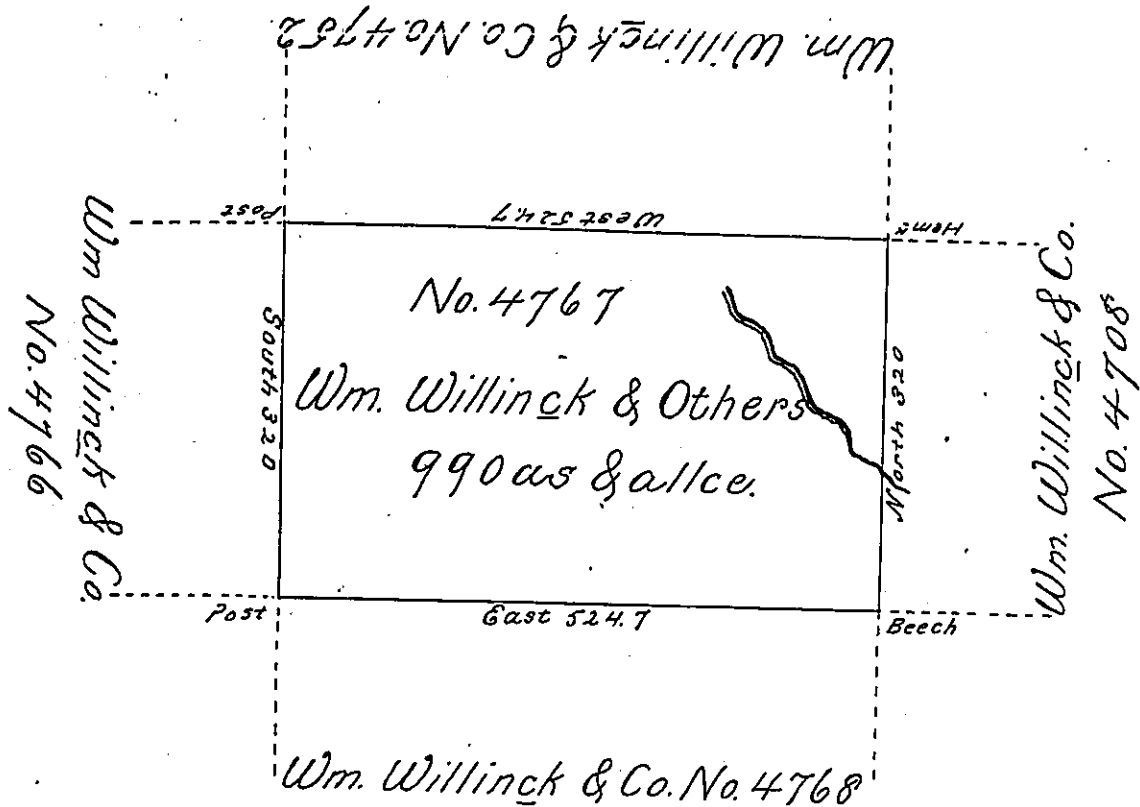 Wm. Willinck & Co. No. 4752
Post
West 524.7
Hemk
Wm Willinck & Co.
No. 4766
South 320
No. 4767
Wm. Willinck & Others
990 as & allce.
North 320
Wm. Willinck & Co.
No. 4708
Post
East 524.7
Beech
Wm. Willinck & Co. No. 4768